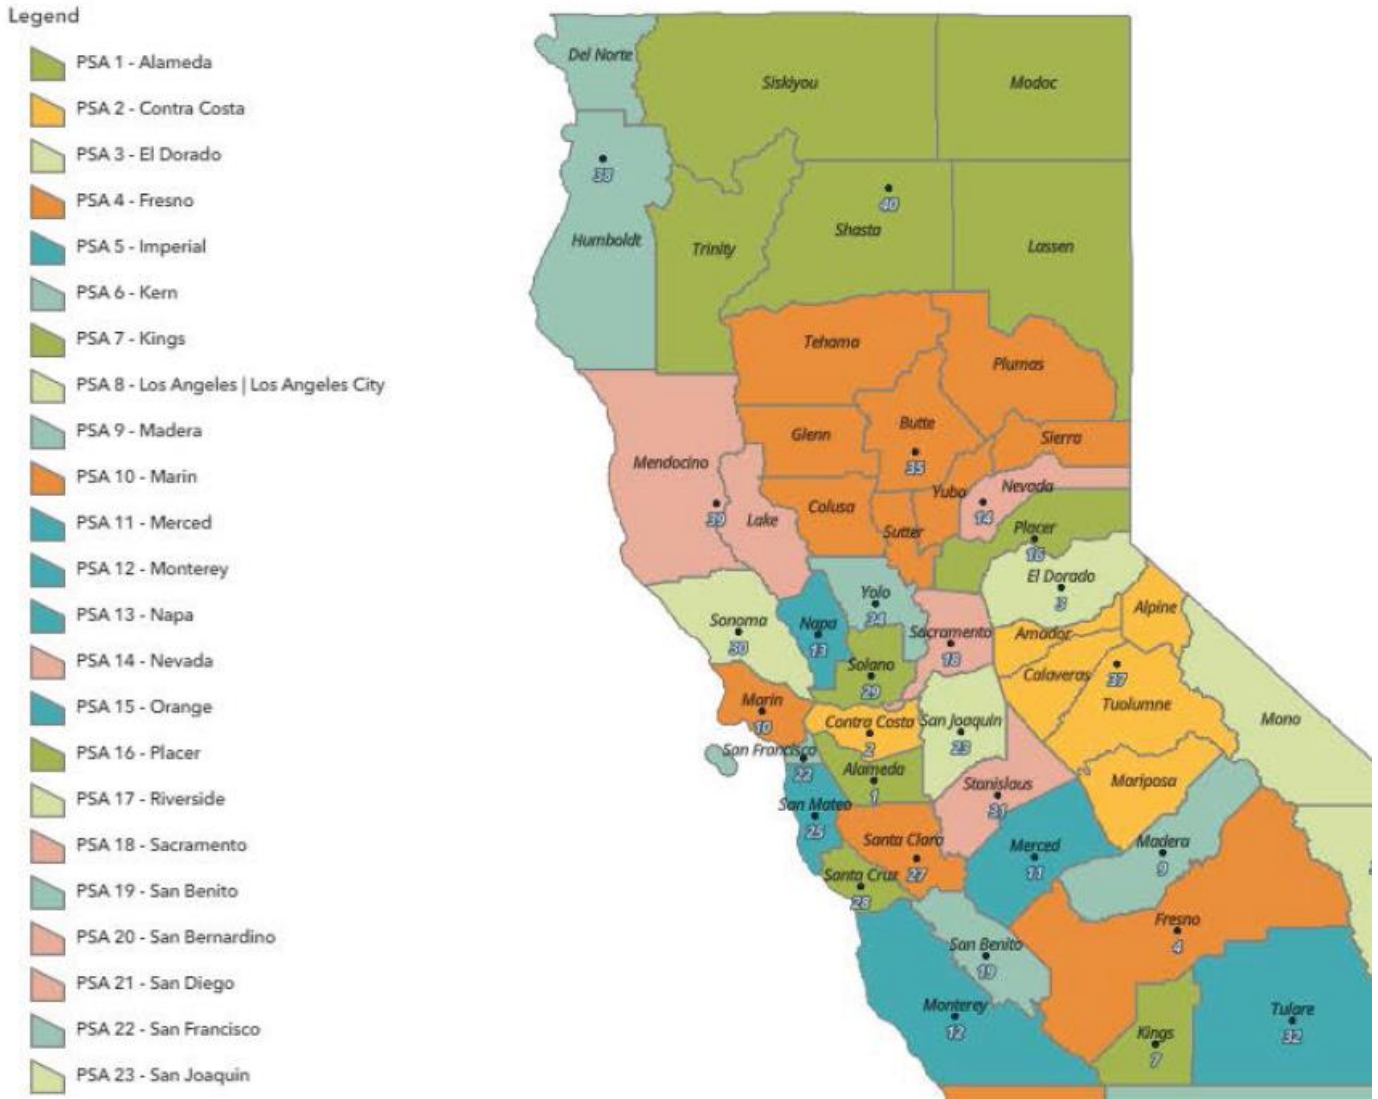 Legend
PSA 1 - Alameda
PSA 2 - Contra Costa
PSA 3 - El Dorado
PSA 4 - Fresno
PSA 5 - Imperial
PSA 6 - Kern
PSA 7 - Kings
PSA 8 - Los Angeles | Los Angeles City
PSA 9 - Madera
PSA 10 - Marin
PSA 11 - Merced
PSA 12 - Monterey
PSA 13 - Napa
PSA 14 - Nevada
PSA 15 - Orange
PSA 16 - Placer
PSA 17 - Riverside
PSA 18 - Sacramento
PSA 19 - San Benito
PSA 20 - San Bernardino
PSA 21 - San Diego
PSA 22 - San Francisco
PSA 23 - San Joaquin
Del Norte
Siskiyou
Modoc
38
Humboldt
Trinity
40
Shasta
Lassen
Tehama
Plumas
Glenn
Butte
35
Sierra
Mendocino
39
Lake
Colusa
Sutter
Yuba
Nevada
14
Placer
16
El Dorado
3
Alpine
Sonoma
30
Napa
13
Yolo
34
Sacramento
18
Amador
Solano
29
Calaveras
37
Tuolumne
Mono
Marin
10
Contra Costa
2
San Joaquin
23
San Francisco
22
Alameda
1
Stanislaus
31
Mariposa
San Mateo
25
Santa Clara
27
Merced
11
Madera
9
Santa Cruz
28
Fresno
4
San Benito
19
Monterey
12
Kings
7
Tulare
32